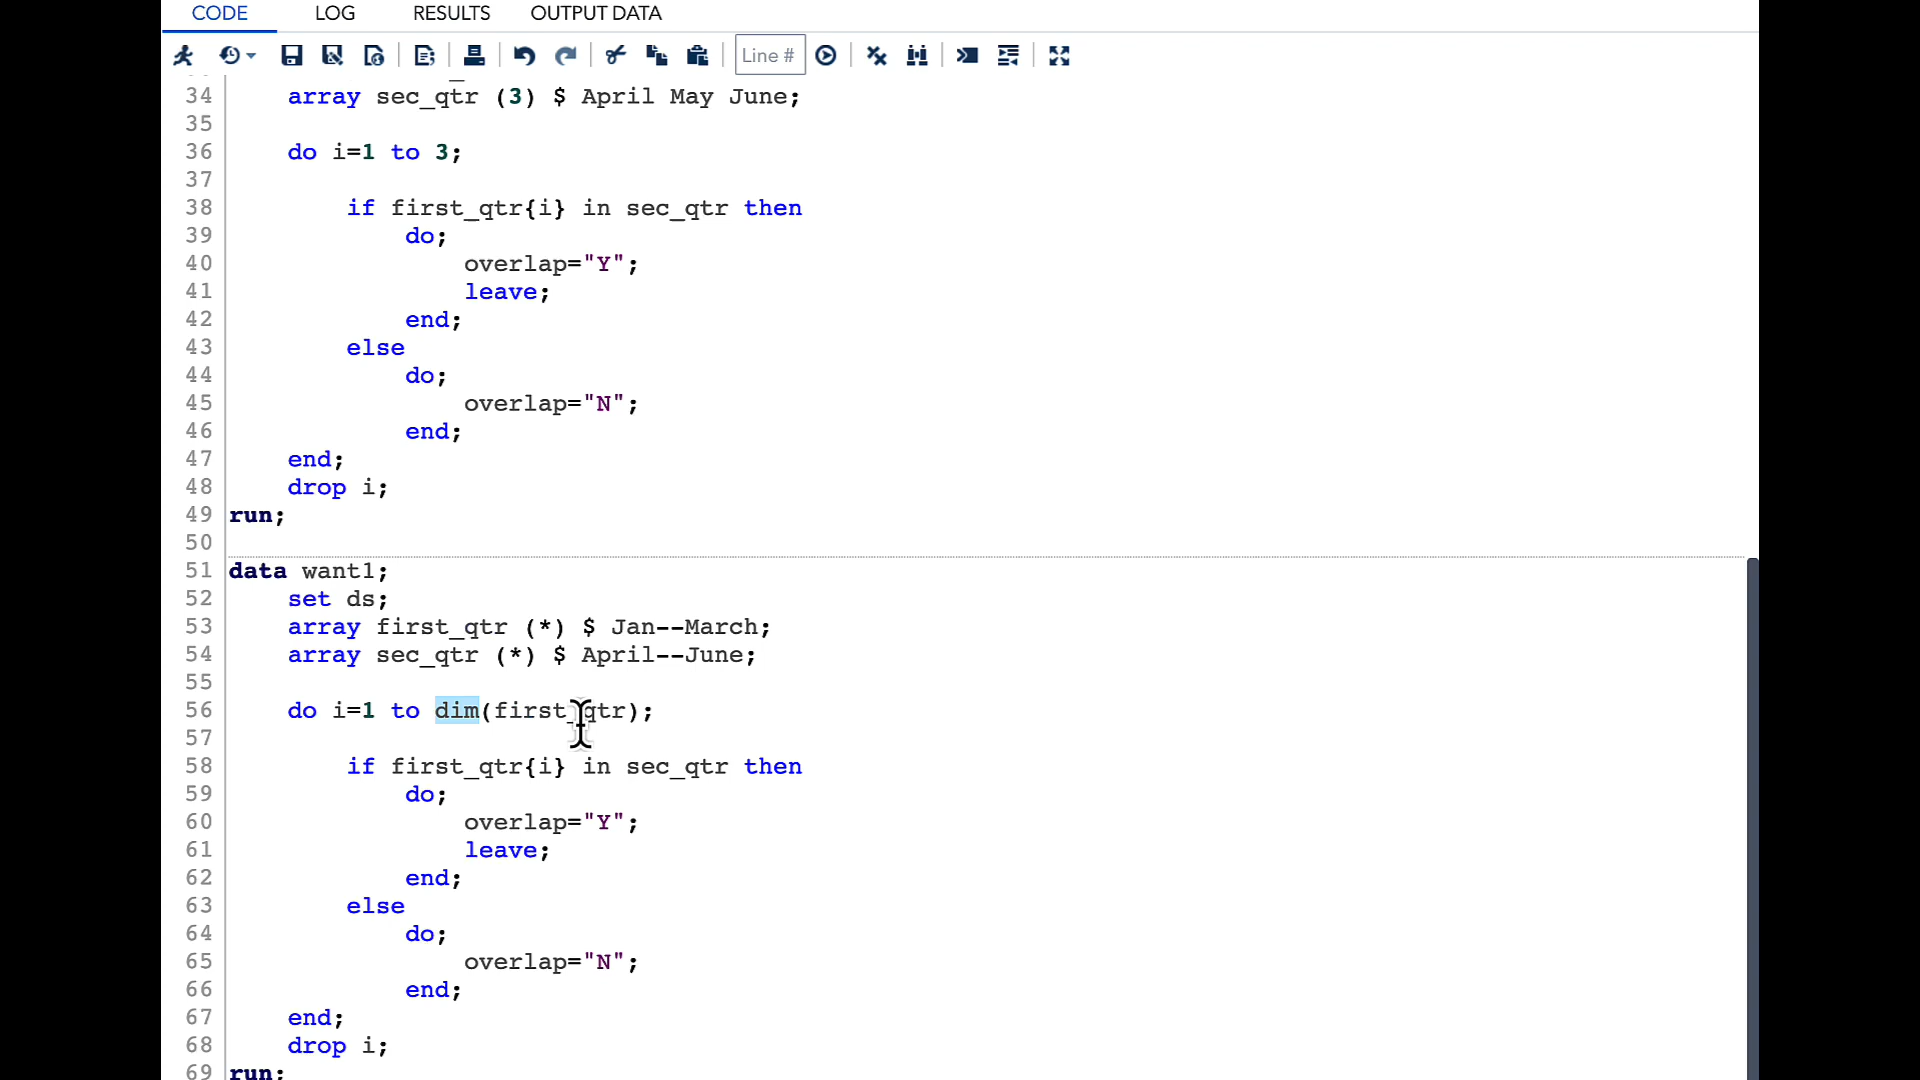 CODE LOG RESULTS OUTPUT DATA
Line #
34 array sec_qtr (3) $ April May June;
35
36 do i=1 to 3;
37
38 if first_qtr{i} in sec_qtr then
39 do;
40 overlap="Y";
41 leave;
42 end;
43 else
44 do;
45 overlap="N";
46 end;
47 end;
48 drop i;
49 run;
50
51 data want1;
52 set ds;
53 array first_qtr (*) $ Jan--March;
54 array sec_qtr (*) $ April--June;
55
56 do i=1 to dim(first_qtr);
57
58 if first_qtr{i} in sec_qtr then
59 do;
60 overlap="Y";
61 leave;
62 end;
63 else
64 do;
65 overlap="N";
66 end;
67 end;
68 drop i;
69 run;